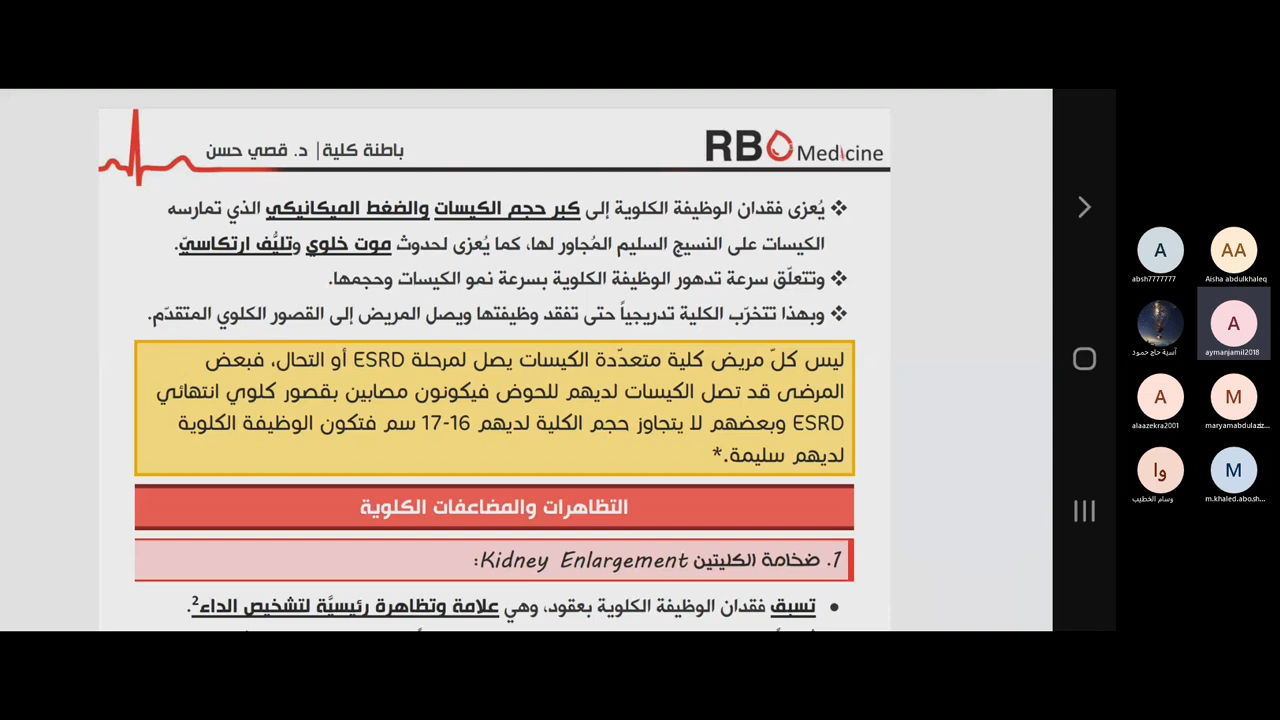 RBO Medicine
باطنة كلية | د. قصي حسن
❖ يُعزى فقدان الوظيفة الكلوية إلى كبر حجم الكيسات والضغط الميكانيكي الذي تمارسه
الكيسات على النسيج السليم المُجاور لها، كما يُعزى لحدوث موت خلوي وتليُّف ارتكاسيّ.
❖ وتتعلّق سرعة تدهور الوظيفة الكلوية بسرعة نمو الكيسات وحجمها.
❖ وبهذا تتخرّب الكلية تدريجياً حتى تفقد وظيفتها ويصل المريض إلى القصور الكلوي المتقدّم.
ليس كلّ مريض كلية متعدّدة الكيسات يصل لمرحلة ESRD أو التحال، فبعض
المرضى قد تصل الكيسات لديهم للحوض فيكونون مصابين بقصور كلوي انتهائي
ESRD وبعضهم لا يتجاوز حجم الكلية لديهم 16-17 سم فتكون الوظيفة الكلوية
لديهم سليمة.*
التظاهرات والمضاعفات الكلوية
1. ضخامة الكليتين Kidney Enlargement:
• تسبق فقدان الوظيفة الكلوية بعقود، وهي علامة وتظاهرة رئيسيَّة لتشخيص الداء2.
A
absh7777777
AA
Aisha abdulkhaleq
آسية حاج حمود
A
aymanjamil2018
A
alaazekra2001
M
maryamabdulaziz...
وا
وسام الخطيب
M
m.khaled.abo.sh...